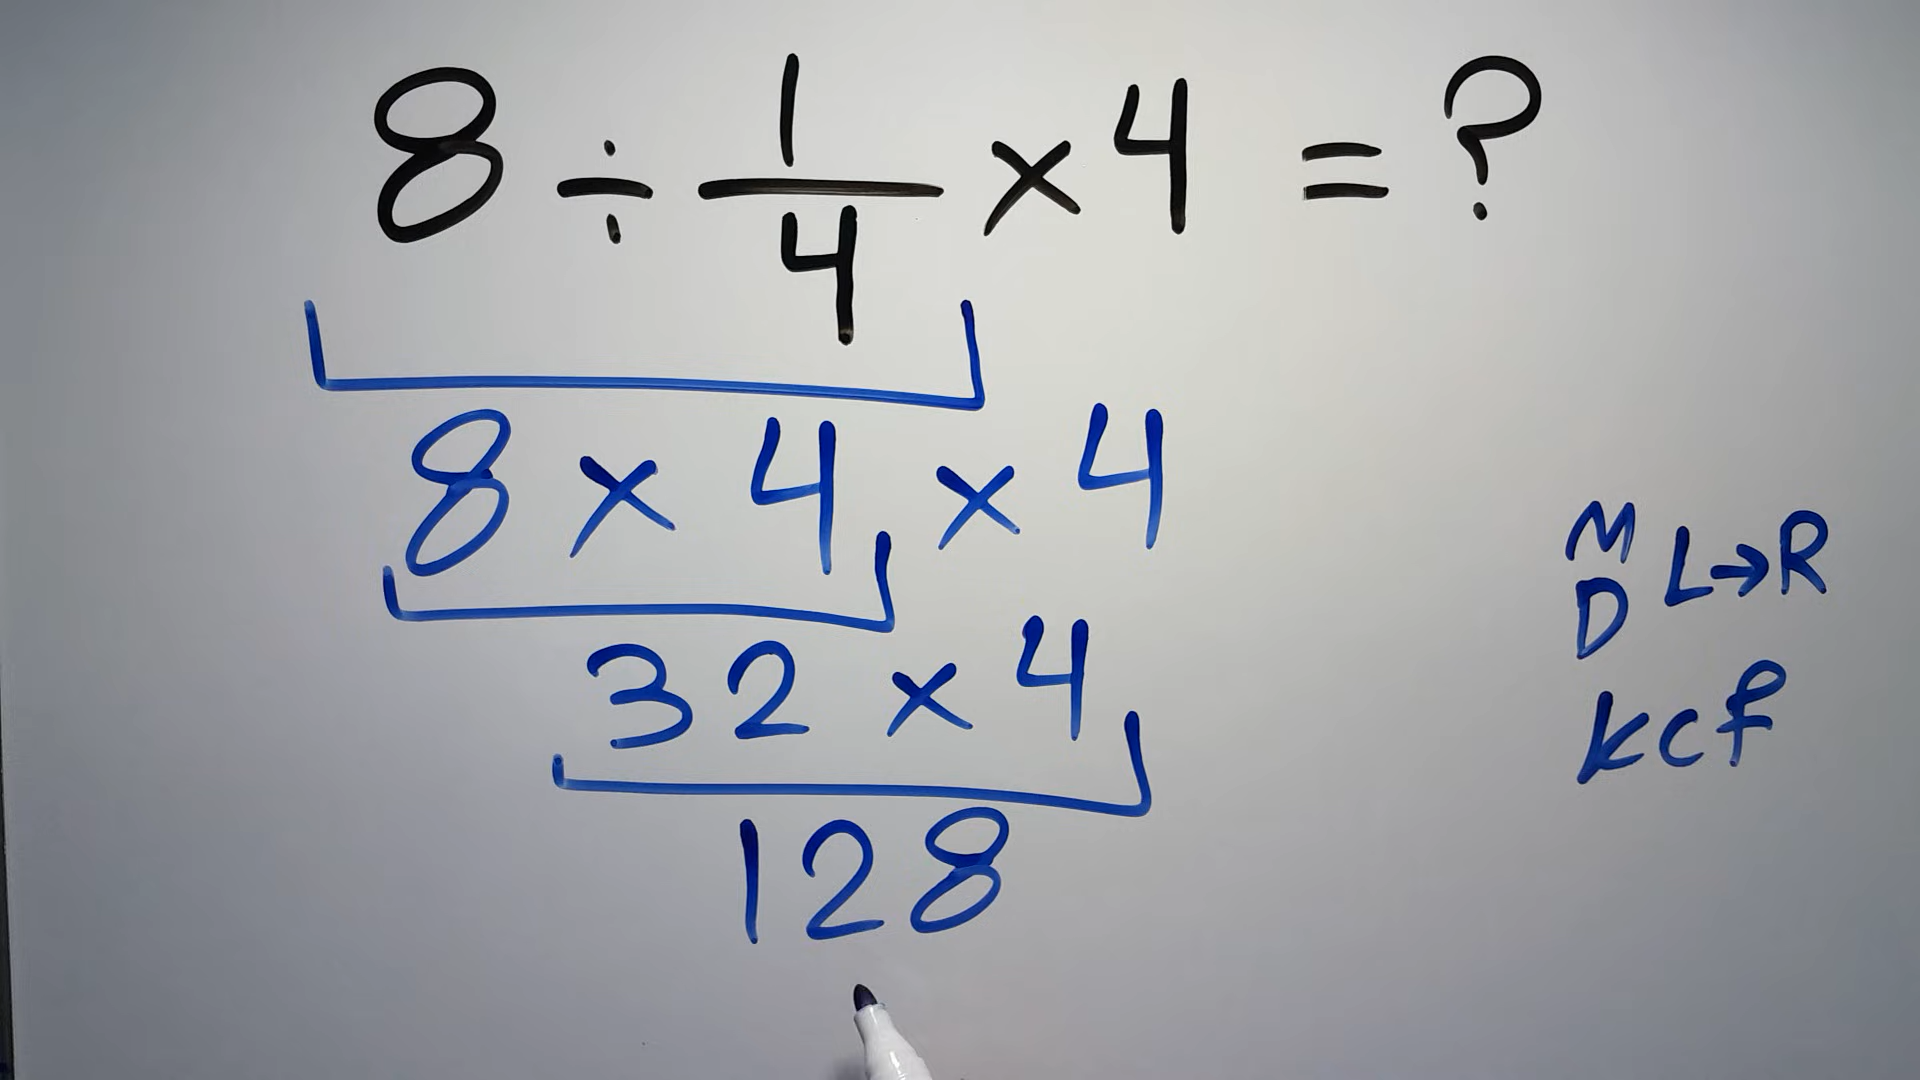 8 ÷ 1/4 × 4 = ?
8 × 4 × 4
32 × 4
128
M
D
L→R
kcf